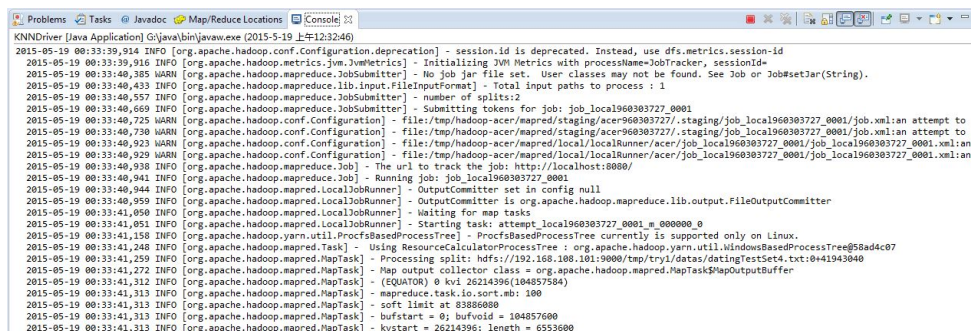 Problems Tasks @ Javadoc Map/Reduce Locations Console
KNNDriver [Java Application] G:\java\bin\javaw.exe (2015-5-19 上午12:32:46)
2015-05-19 00:33:39,914 INFO [org.apache.hadoop.conf.Configuration.deprecation] - session.id is deprecated. Instead, use dfs.metrics.session-id
2015-05-19 00:33:39,916 INFO [org.apache.hadoop.metrics.jvm.JvmMetrics] - Initializing JVM Metrics with processName=JobTracker, sessionId=
2015-05-19 00:33:40,385 WARN [org.apache.hadoop.mapreduce.JobSubmitter] - No job jar file set.  User classes may not be found. See Job or Job#setJar(String).
2015-05-19 00:33:40,433 INFO [org.apache.hadoop.mapreduce.lib.input.FileInputFormat] - Total input paths to process : 1
2015-05-19 00:33:40,557 INFO [org.apache.hadoop.mapreduce.JobSubmitter] - number of splits:2
2015-05-19 00:33:40,669 INFO [org.apache.hadoop.mapreduce.JobSubmitter] - Submitting tokens for job: job_local960303727_0001
2015-05-19 00:33:40,725 WARN [org.apache.hadoop.conf.Configuration] - file:/tmp/hadoop-acer/mapred/staging/acer960303727/.staging/job_local960303727_0001/job.xml:an attempt to
2015-05-19 00:33:40,730 WARN [org.apache.hadoop.conf.Configuration] - file:/tmp/hadoop-acer/mapred/staging/acer960303727/.staging/job_local960303727_0001/job.xml:an attempt to
2015-05-19 00:33:40,923 WARN [org.apache.hadoop.conf.Configuration] - file:/tmp/hadoop-acer/mapred/local/localRunner/acer/job_local960303727_0001/job_local960303727_0001.xml:an
2015-05-19 00:33:40,929 WARN [org.apache.hadoop.conf.Configuration] - file:/tmp/hadoop-acer/mapred/local/localRunner/acer/job_local960303727_0001/job_local960303727_0001.xml:an
2015-05-19 00:33:40,938 INFO [org.apache.hadoop.mapreduce.Job] - The url to track the job: http://localhost:8080/
2015-05-19 00:33:40,941 INFO [org.apache.hadoop.mapreduce.Job] - Running job: job_local960303727_0001
2015-05-19 00:33:40,944 INFO [org.apache.hadoop.mapred.LocalJobRunner] - OutputCommitter set in config null
2015-05-19 00:33:40,959 INFO [org.apache.hadoop.mapred.LocalJobRunner] - OutputCommitter is org.apache.hadoop.mapreduce.lib.output.FileOutputCommitter
2015-05-19 00:33:41,050 INFO [org.apache.hadoop.mapred.LocalJobRunner] - Waiting for map tasks
2015-05-19 00:33:41,051 INFO [org.apache.hadoop.mapred.LocalJobRunner] - Starting task: attempt_local960303727_0001_m_000000_0
2015-05-19 00:33:41,158 INFO [org.apache.hadoop.yarn.util.ProcfsBasedProcessTree] - ProcfsBasedProcessTree currently is supported only on Linux.
2015-05-19 00:33:41,248 INFO [org.apache.hadoop.mapred.Task] -  Using ResourceCalculatorProcessTree : org.apache.hadoop.yarn.util.WindowsBasedProcessTree@58ad4c07
2015-05-19 00:33:41,259 INFO [org.apache.hadoop.mapred.MapTask] - Processing split: hdfs://192.168.108.101:9000/tmp/try1/datas/datingTestSet4.txt:0+41943040
2015-05-19 00:33:41,272 INFO [org.apache.hadoop.mapred.MapTask] - Map output collector class = org.apache.hadoop.mapred.MapTask$MapOutputBuffer
2015-05-19 00:33:41,312 INFO [org.apache.hadoop.mapred.MapTask] - (EQUATOR) 0 kvi 26214396(104857584)
2015-05-19 00:33:41,313 INFO [org.apache.hadoop.mapred.MapTask] - mapreduce.task.io.sort.mb: 100
2015-05-19 00:33:41,313 INFO [org.apache.hadoop.mapred.MapTask] - soft limit at 83886080
2015-05-19 00:33:41,313 INFO [org.apache.hadoop.mapred.MapTask] - bufstart = 0; bufvoid = 104857600
2015-05-19 00:33:41,313 INFO [org.apache.hadoop.mapred.MapTask] - kvstart = 26214396; length = 6553600